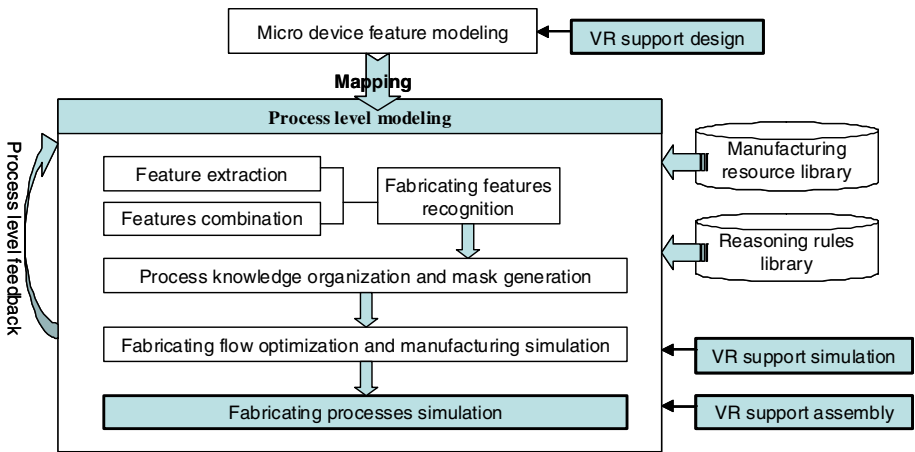 Micro device feature modeling
VR support design
Mapping
Process level modeling
Process level feedback
Feature extraction
Features combination
Fabricating features
recognition
Manufacturing
resource library
Reasoning rules
library
Process knowledge organization and mask generation
Fabricating flow optimization and manufacturing simulation
VR support simulation
Fabricating processes simulation
VR support assembly